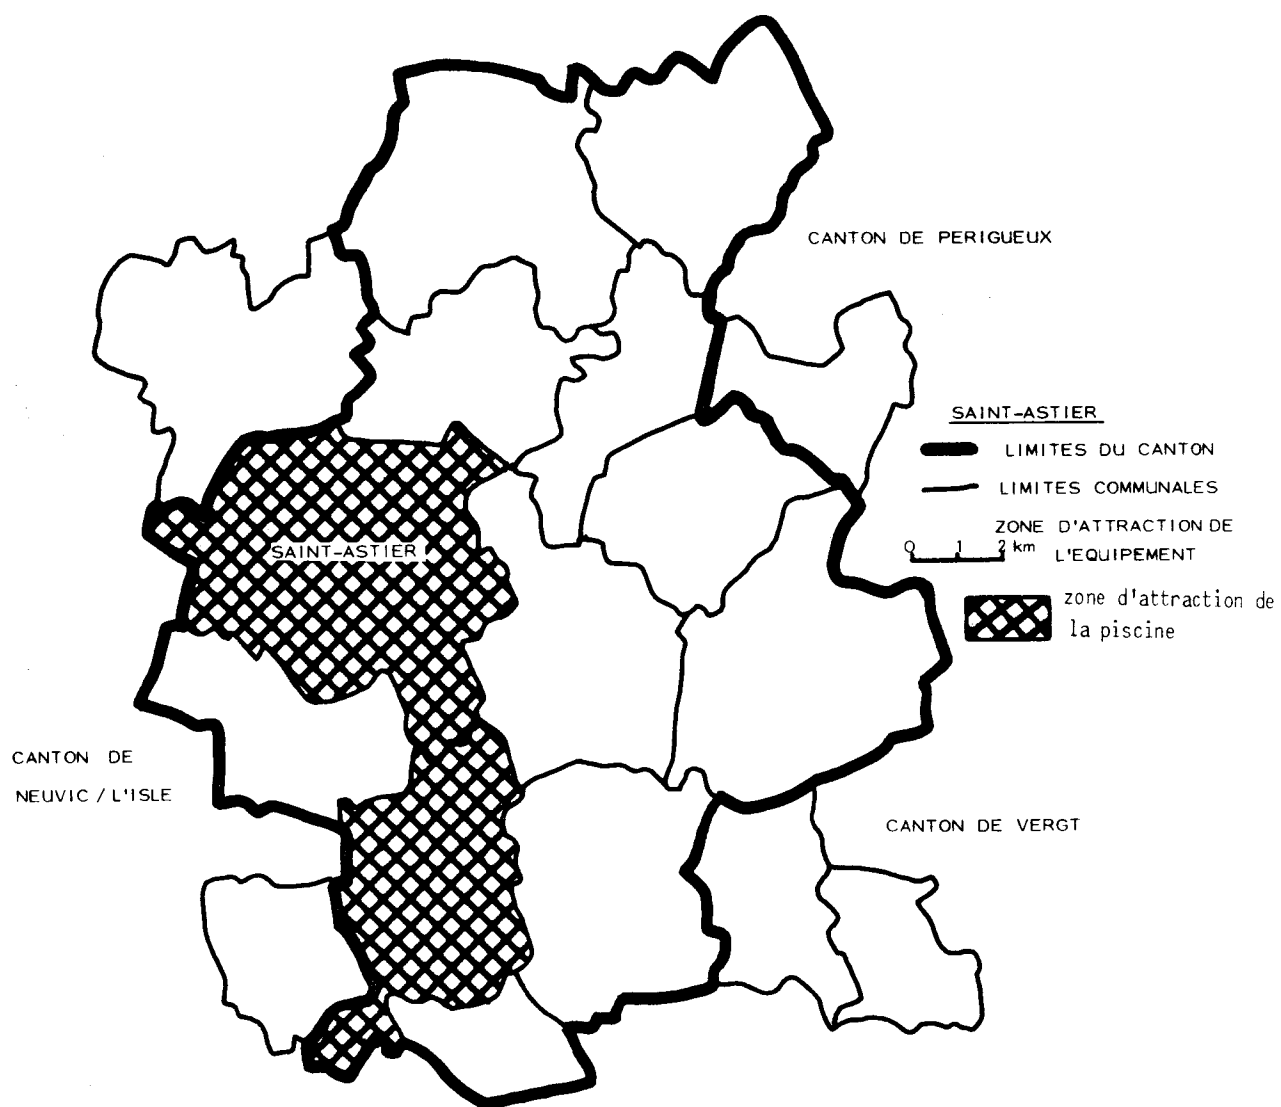 CANTON DE PERIGUEUX
SAINT-ASTIER
LIMITES DU CANTON
LIMITES COMMUNALES
ZONE D'ATTRACTION DE
L'EQUIPEMENT
0 1 2 km
zone d'attraction de
la piscine
SAINT-ASTIER
CANTON DE
NEUVIC / L'ISLE
CANTON DE VERGT